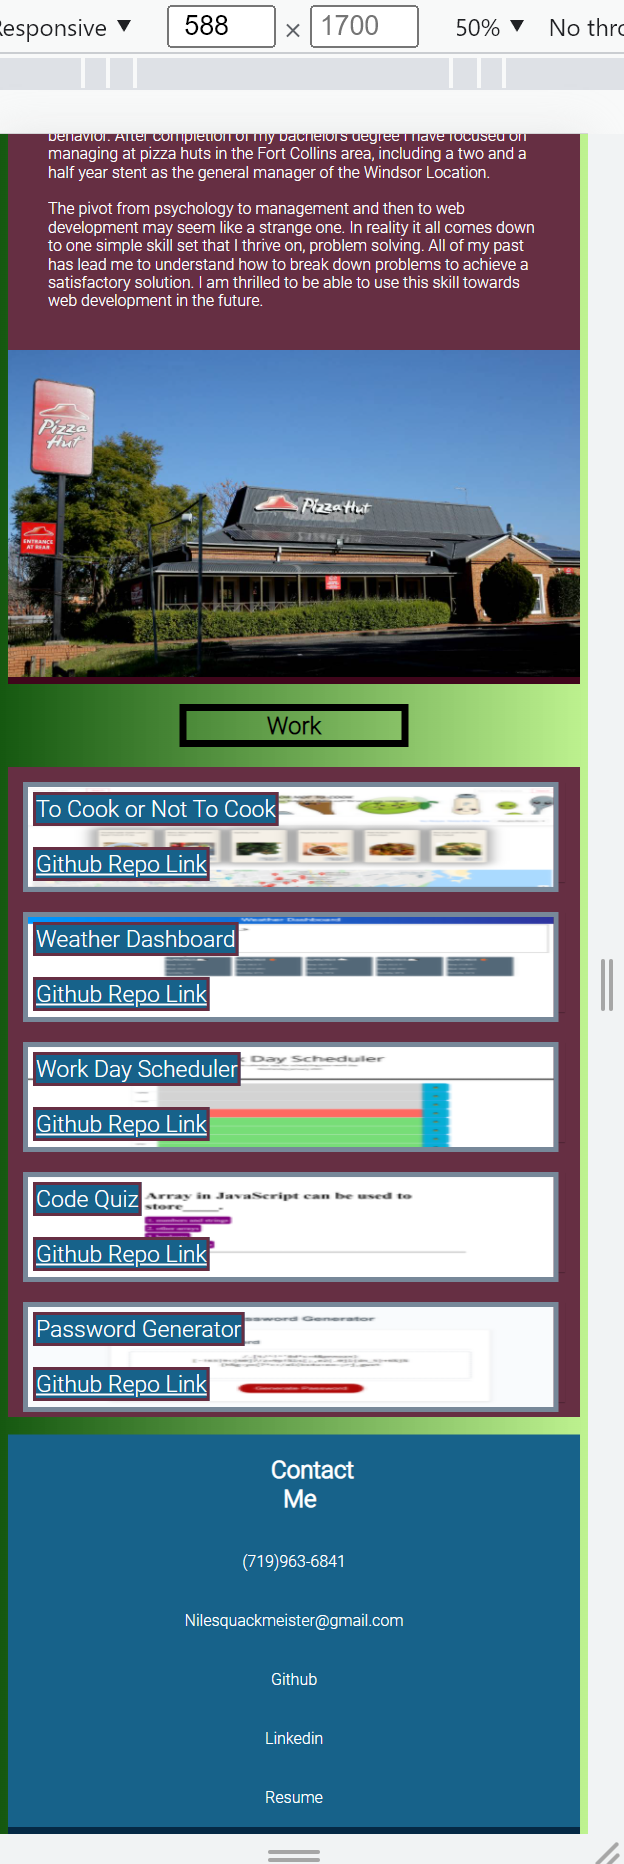 Responsive ▼ 588 × 1700 50% ▼ No thro
behavior. After completion of my bachelors degree I have focused on
managing at pizza huts in the Fort Collins area, including a two and a
half year stent as the general manager of the Windsor Location.
The pivot from psychology to management and then to web
development may seem like a strange one. In reality it all comes down
to one simple skill set that I thrive on, problem solving. All of my past
has lead me to understand how to break down problems to achieve a
satisfactory solution. I am thrilled to be able to use this skill towards
web development in the future.
Pizza
Hut
Pizza Hut
ENTRANCE
AT REAR
Work
To Cook or Not To Cook
Github Repo Link
Weather Dashboard
Weather Dashboard
Github Repo Link
Work Day Scheduler
k Day Scheduler
Github Repo Link
Code Quiz
Array in JavaScript can be used to
store____.
Github Repo Link
Password Generator
ssword Generator
Generate Password
Github Repo Link
Contact
Me
(719)963-6841
Nilesquackmeister@gmail.com
Github
Linkedin
Resume